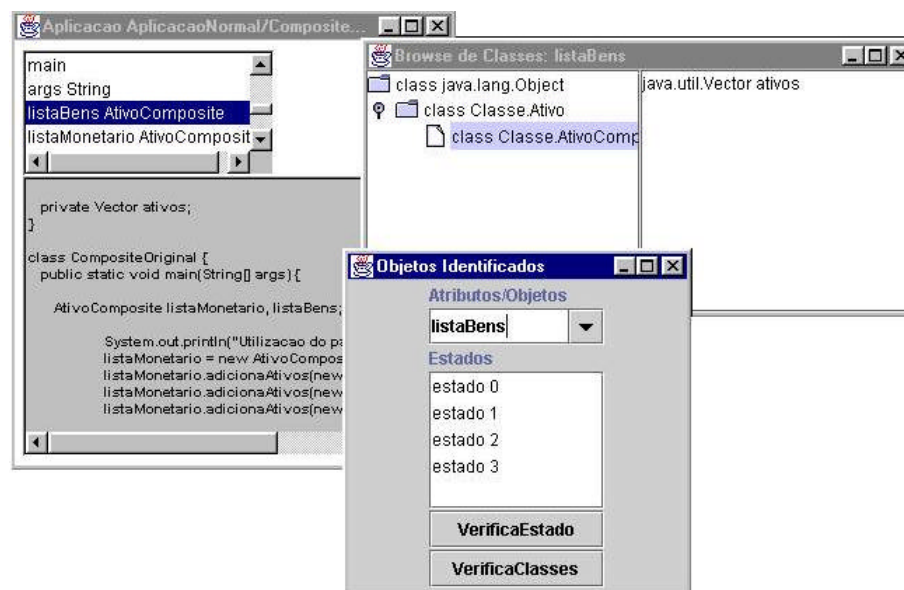 Aplicacao AplicacaoNormal/Composite...
main
args String
listaBens AtivoComposite
listaMonetario AtivoComposit
private Vector ativos;
}
class CompositeOriginal {
public static void main(String[] args){
AtivoComposite listaMonetario, listaBens;
System.out.println("Utilizacao do pa
listaMonetario = new AtivoCompos
listaMonetario.adicionaAtivos(new
listaMonetario.adicionaAtivos(new
listaMonetario.adicionaAtivos(new
Browse de Classes: listaBens
class java.lang.Object
class Classe.Ativo
class Classe.AtivoComp
java.util.Vector ativos
Objetos Identificados
Atributos/Objetos
listaBens
Estados
estado 0
estado 1
estado 2
estado 3
VerificaEstado
VerificaClasses